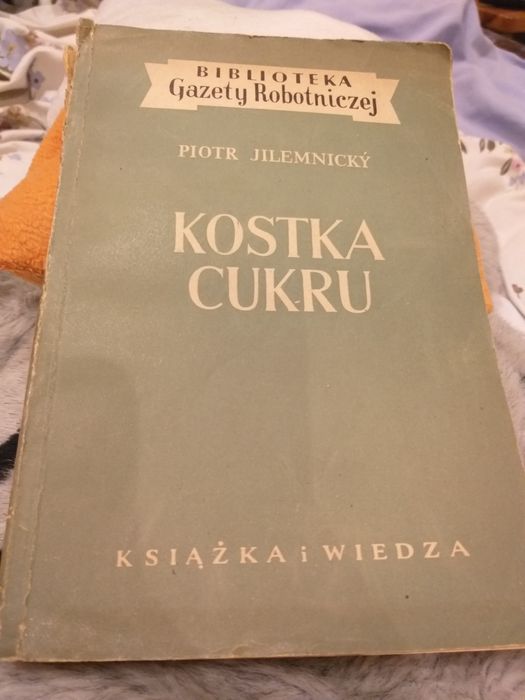 BIBLIOTEKA
Gazety Robotniczej
PIOTR JILEMNICKÝ
KOSTKA
CUKRU
KSIĄŻKA i WIEDZA